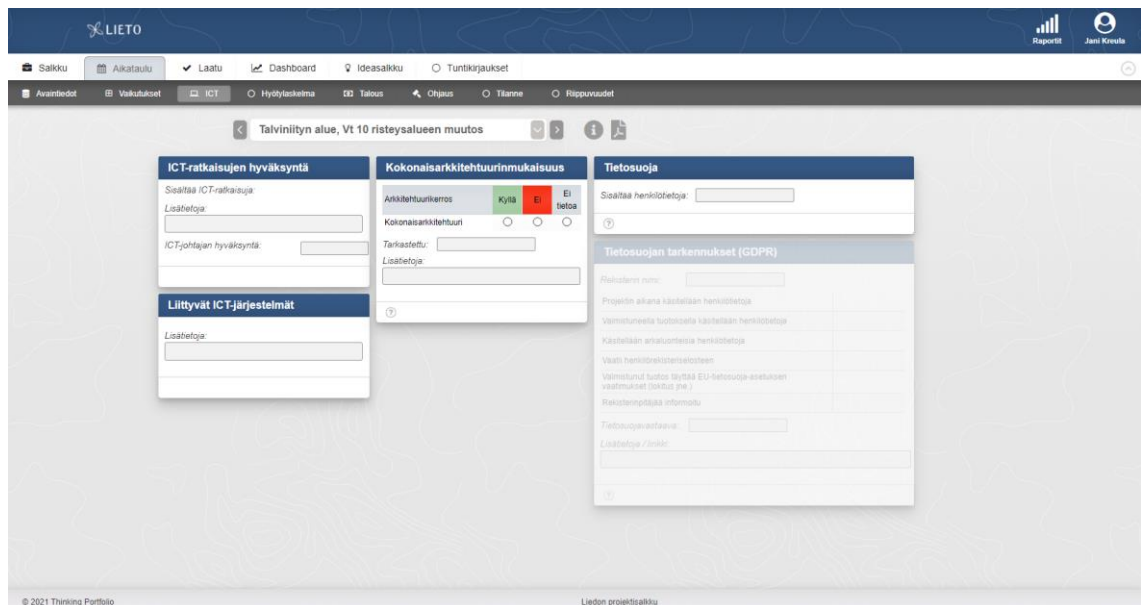 LIETO
Raportit
Jani Kreula
Salkku
Aikataulu
Laatu
Dashboard
Ideasalkku
Tuntikirjaukset
Avaintiedot
Vaikutukset
ICT
Hyötylaskelma
Talous
Ohjaus
Tilanne
Riippuvuudet
Talviniityn alue, Vt 10 risteysalueen muutos
ICT-ratkaisujen hyväksyntä
Sisältää ICT-ratkaisuja:
Lisätietoja:
ICT-johtajan hyväksyntä:
Liittyvät ICT-järjestelmät
Lisätietoja:
Kokonaisarkkitehtuurinmukaisuus
Arkkitehtuurikerros
Kyllä
Ei
Ei
tietoa
Kokonaisarkkitehtuuri
Tarkastettu:
Lisätietoja:
Tietosuoja
Sisältää henkilötietoja:
Tietosuojan tarkennukset (GDPR)
Rekisterin nimi:
Projektin aikana käsitellään henkilötietoja
Valmistuneella tuotoksella käsitellään henkilötietoja
Käsitellään arkaluonteisia henkilötietoja
Vaatii henkilörekisteriselosteen
Valmistunut tuotos täyttää EU-tietosuoja-asetuksen
vaatimukset (lokitus jne.)
Rekisterinpitäjää informoitu
Tietosuojavastaava:
Lisätietoja / linkki:
© 2021 Thinking Portfolio
Liedon projektisalkku